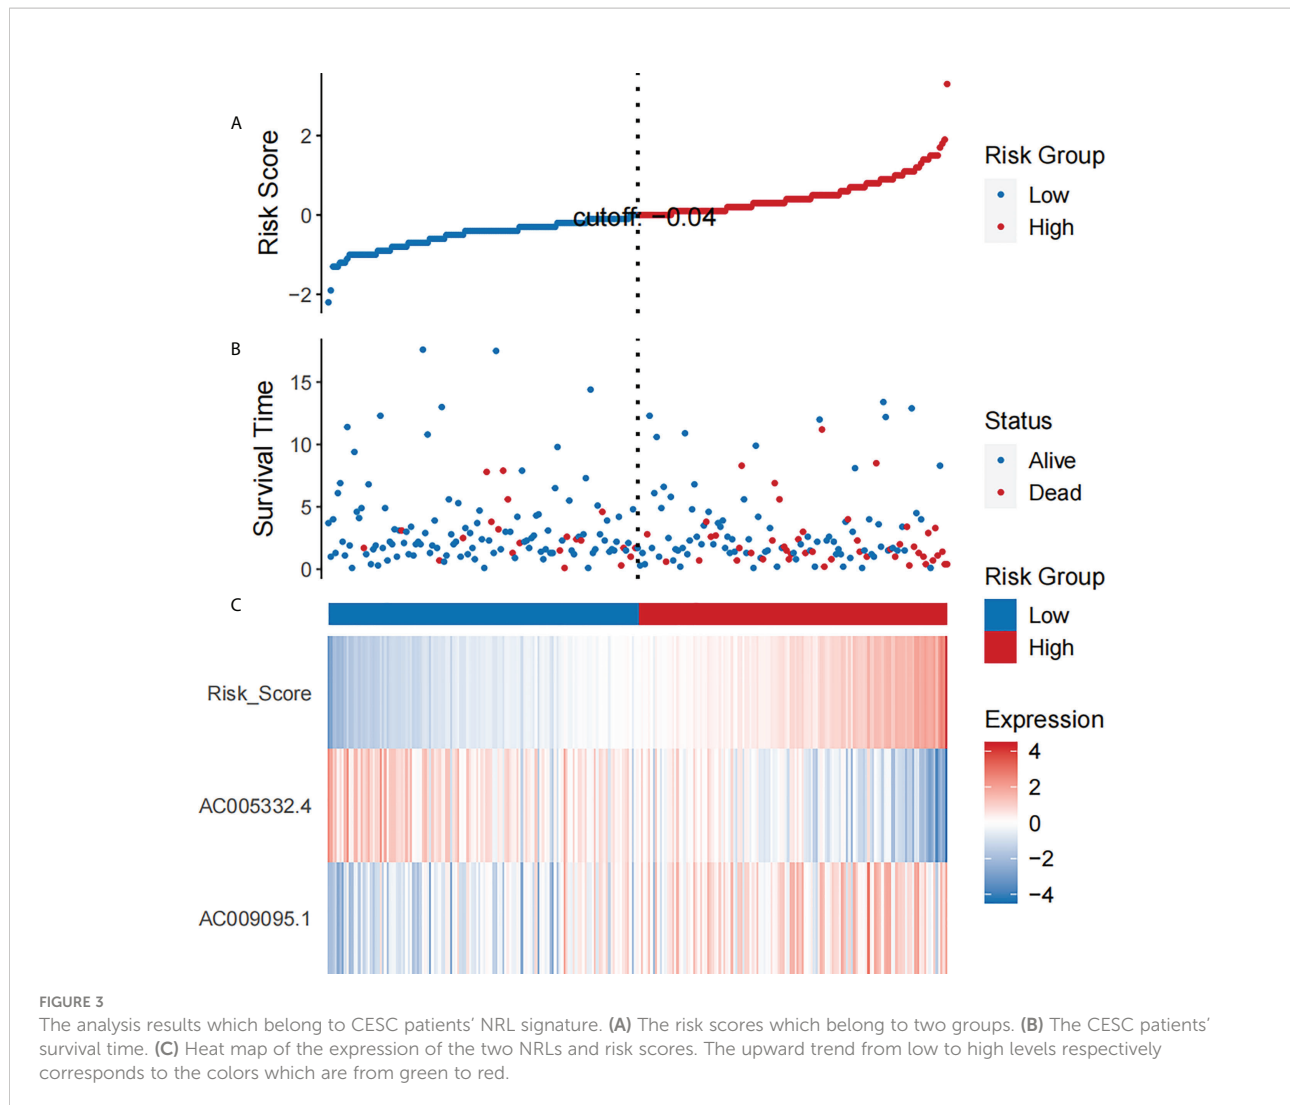 A
Risk Score
2
0
−2
cutoff: −0.04
Risk Group
Low
High
B
Survival Time
15
10
5
0
Status
Alive
Dead
C
Risk Group
Low
High
Risk_Score
AC005332.4
AC009095.1
Expression
4
2
0
−2
−4
FIGURE 3
The analysis results which belong to CESC patients’ NRL signature. (A) The risk scores which belong to two groups. (B) The CESC patients’
survival time. (C) Heat map of the expression of the two NRLs and risk scores. The upward trend from low to high levels respectively
corresponds to the colors which are from green to red.